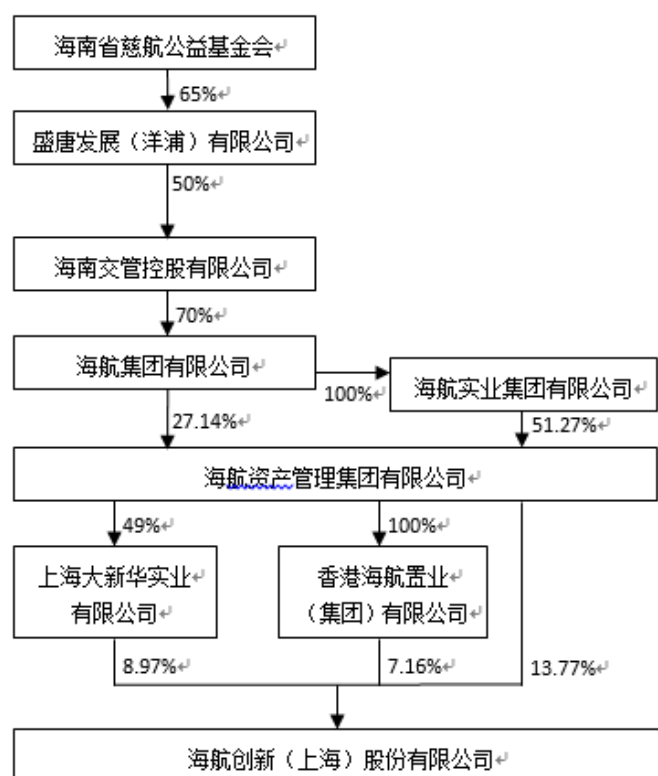 海南省慈航公益基金会
65%
盛唐发展（洋浦）有限公司
50%
海南交管控股有限公司
70%
海航集团有限公司
100%
海航实业集团有限公司
27.14%
51.27%
海航资产管理集团有限公司
49%
100%
上海大新华实业
有限公司
香港海航置业
（集团）有限公司
8.97%
7.16%
13.77%
海航创新（上海）股份有限公司